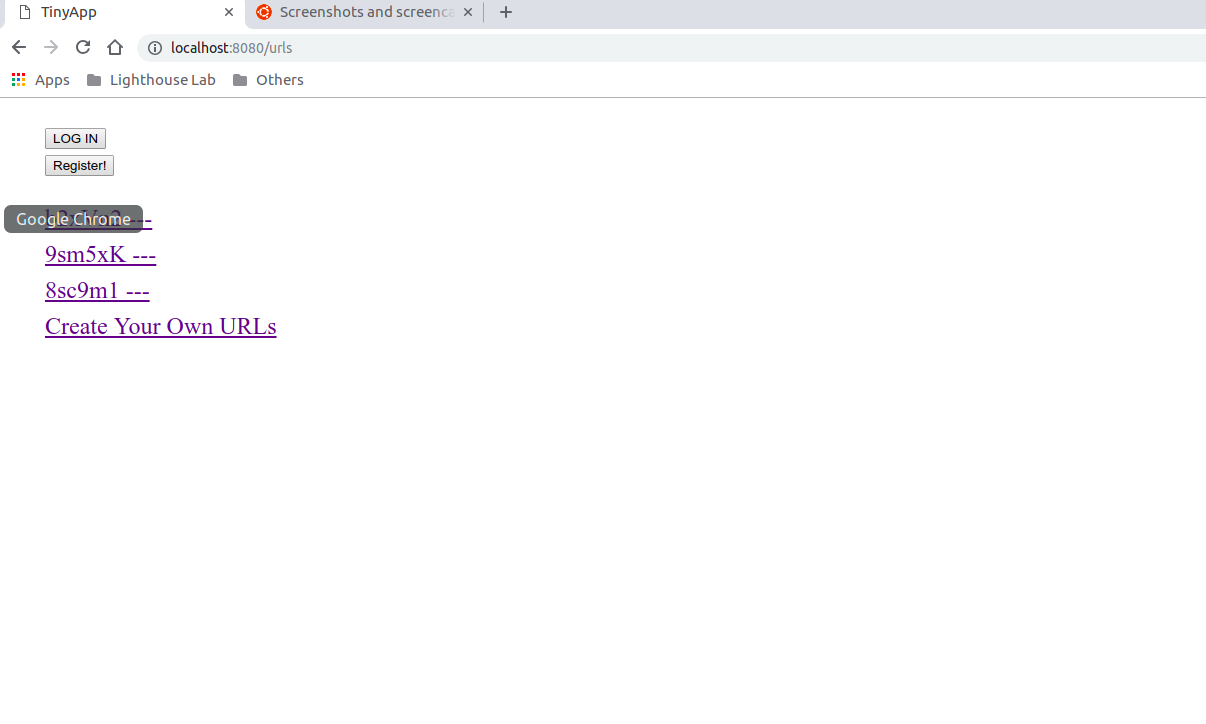 TinyApp
Screenshots and screenca
localhost:8080/urls
Apps Lighthouse Lab Others
LOG IN
Register!
Google Chrome ---
9sm5xK ---
8sc9m1 ---
Create Your Own URLs